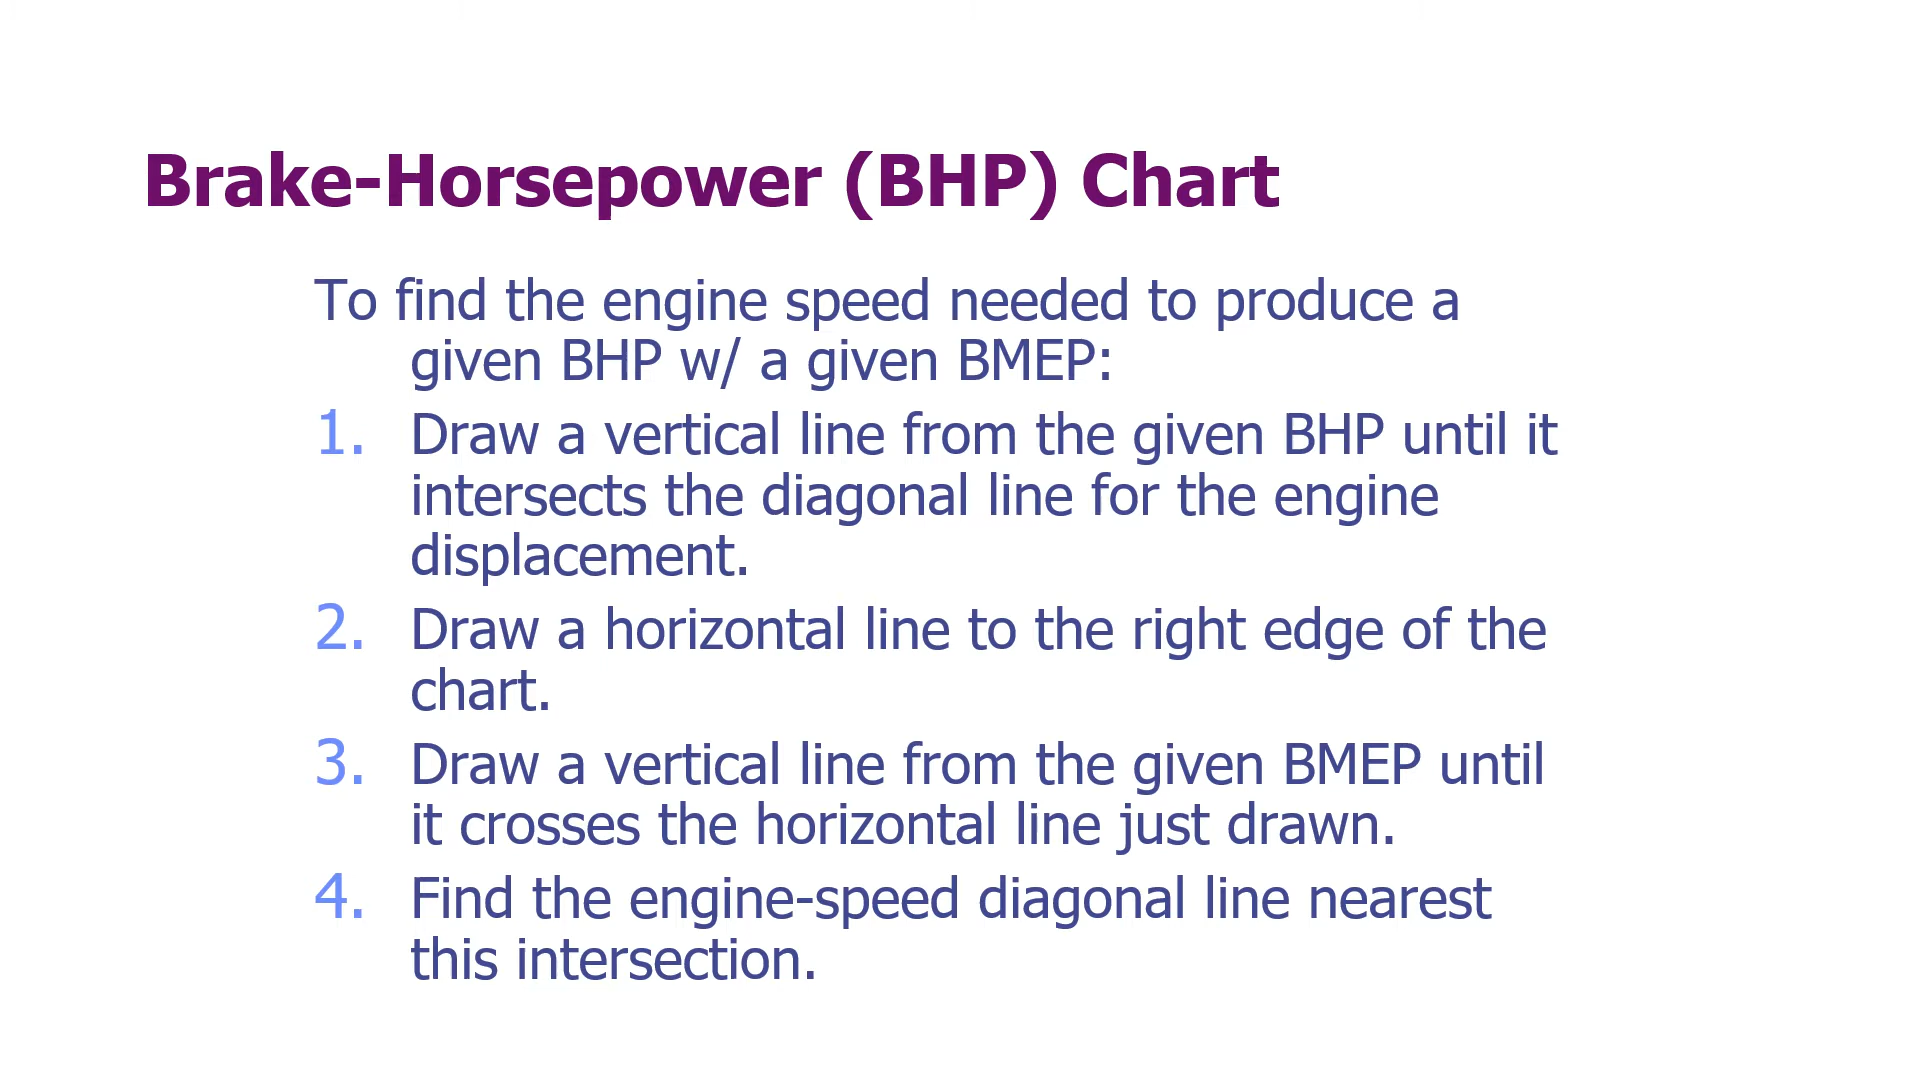 Brake-Horsepower (BHP) Chart
To find the engine speed needed to produce a
given BHP w/ a given BMEP:
1. Draw a vertical line from the given BHP until it
intersects the diagonal line for the engine
displacement.
2. Draw a horizontal line to the right edge of the
chart.
3. Draw a vertical line from the given BMEP until
it crosses the horizontal line just drawn.
4. Find the engine-speed diagonal line nearest
this intersection.